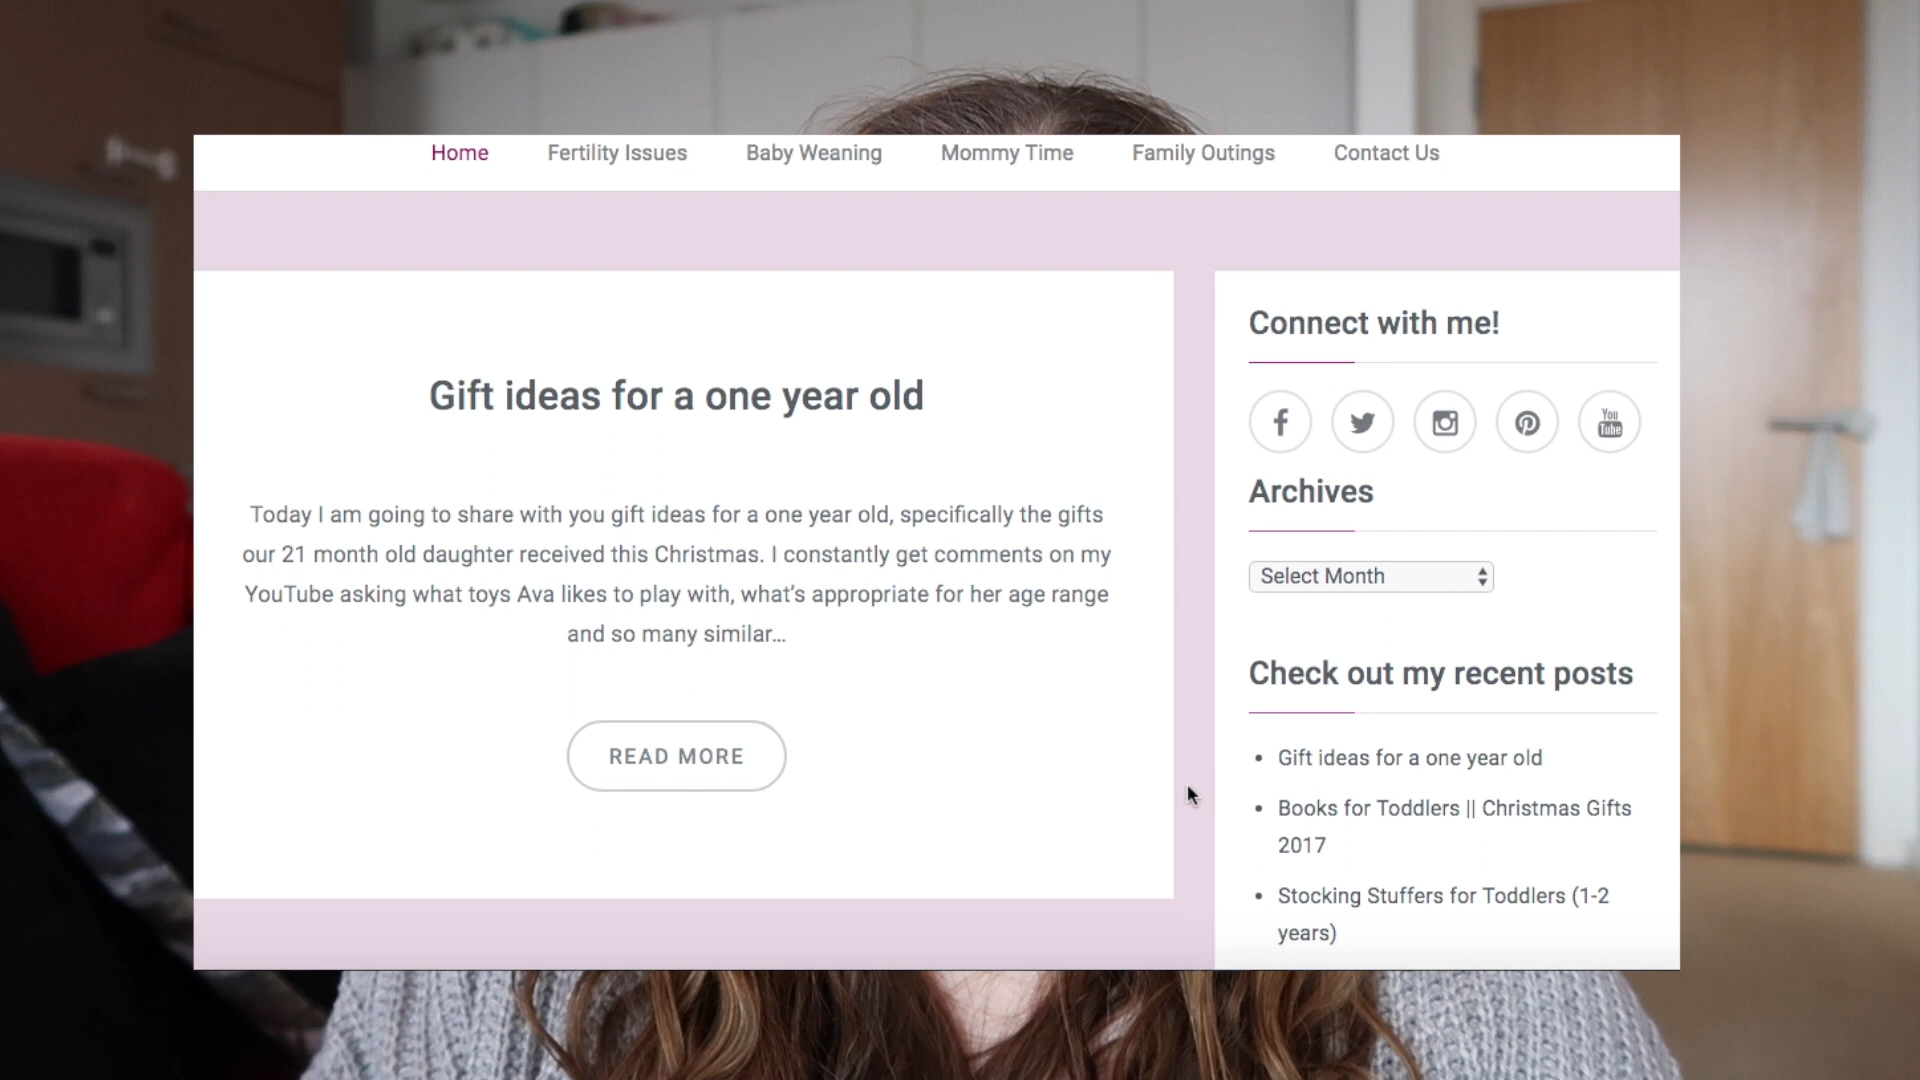 Home Fertility Issues Baby Weaning Mommy Time Family Outings Contact Us
Gift ideas for a one year old
Today I am going to share with you gift ideas for a one year old, specifically the gifts
our 21 month old daughter received this Christmas. I constantly get comments on my
YouTube asking what toys Ava likes to play with, what's appropriate for her age range
and so many similar...
READ MORE
Connect with me!
You
Tube
Archives
Select Month
Check out my recent posts
Gift ideas for a one year old
Books for Toddlers || Christmas Gifts
2017
Stocking Stuffers for Toddlers (1-2
years)